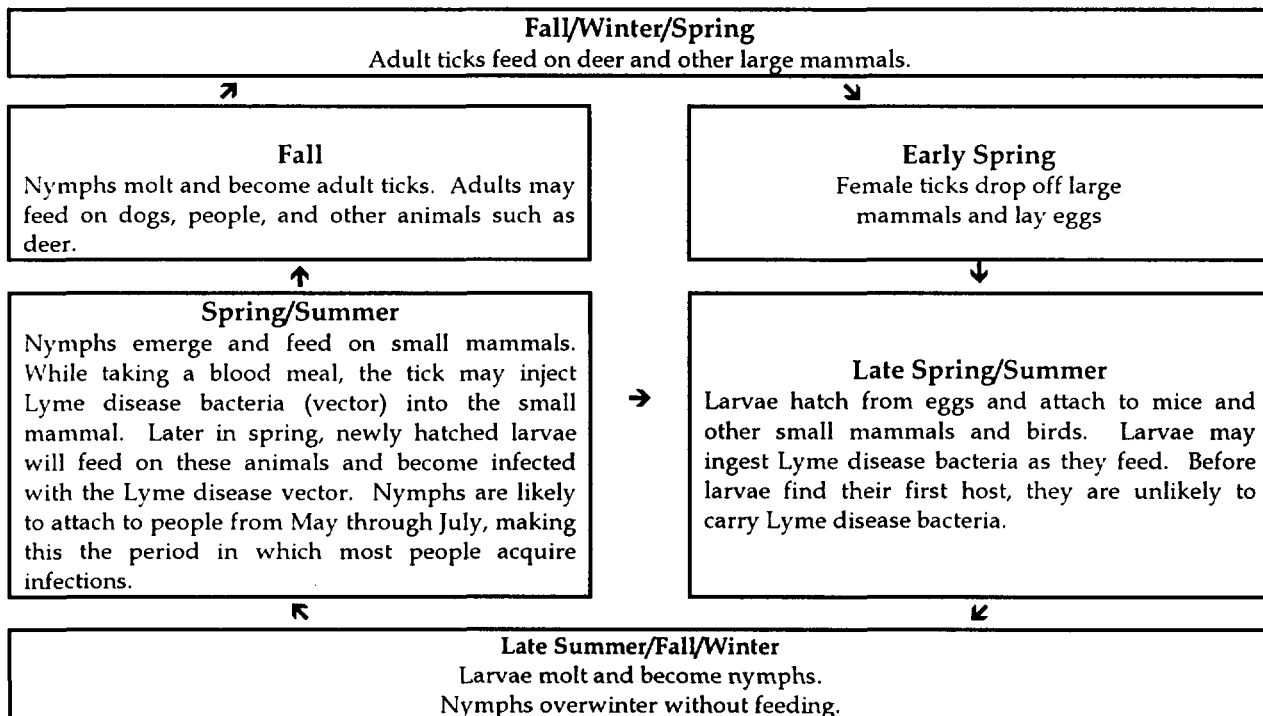 Fall/Winter/Spring
Adult ticks feed on deer and other large mammals.
Fall
Nymphs molt and become adult ticks. Adults may
feed on dogs, people, and other animals such as
deer.
Early Spring
Female ticks drop off large
mammals and lay eggs
Spring/Summer
Nymphs emerge and feed on small mammals.
While taking a blood meal, the tick may inject
Lyme disease bacteria (vector) into the small
mammal. Later in spring, newly hatched larvae
will feed on these animals and become infected
with the Lyme disease vector. Nymphs are likely
to attach to people from May through July, making
this the period in which most people acquire
infections.
Late Spring/Summer
Larvae hatch from eggs and attach to mice and
other small mammals and birds. Larvae may
ingest Lyme disease bacteria as they feed. Before
larvae find their first host, they are unlikely to
carry Lyme disease bacteria.
Late Summer/Fall/Winter
Larvae molt and become nymphs.
Nymphs overwinter without feeding.